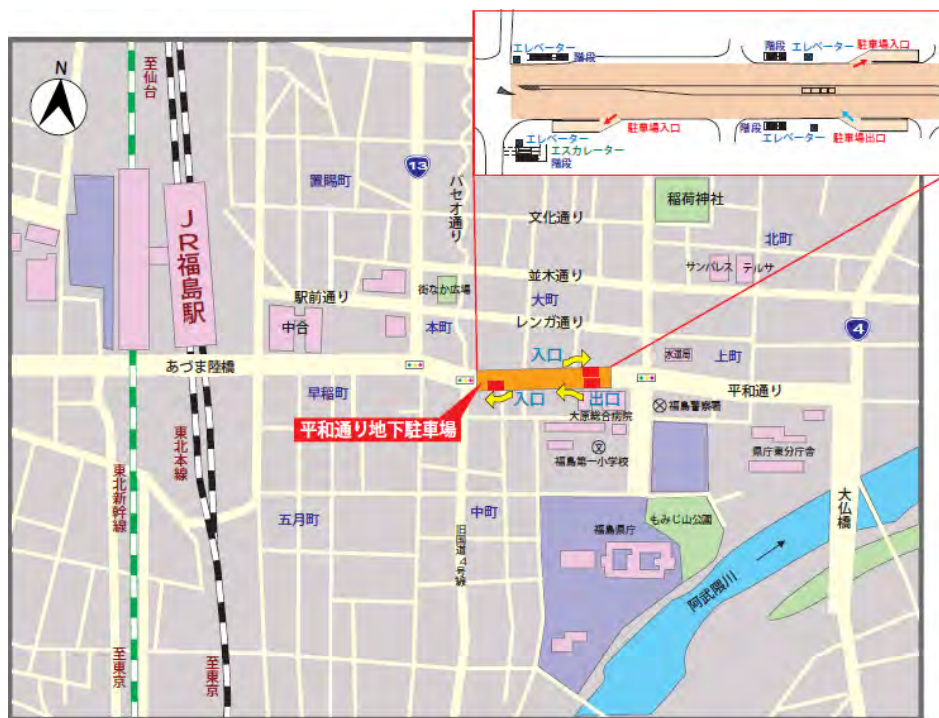 エレベーター
階段
階段
エレベーター
駐車場入口
エレベーター
エスカレーター
階段
駐車場入口
階段
エレベーター
駐車場出口
N
至仙台
13
置賜町
パセオ通り
文化通り
稲荷神社
北町
JR福島駅
並木通り
サンパレス
テルサ
街なか広場
大町
駅前通り
中合
本町
レンガ通り
4
水道局
上町
入口
あづま陸橋
平和通り
早稲町
入口
出口
福島警察署
平和通り地下駐車場
大原総合病院
東北本線
県庁東分庁舎
福島第一小学校
文
東北新幹線
五月町
中町
旧国道4号線
もみじ山公園
大仏橋
福島県庁
阿武隈川
至東京
至東京